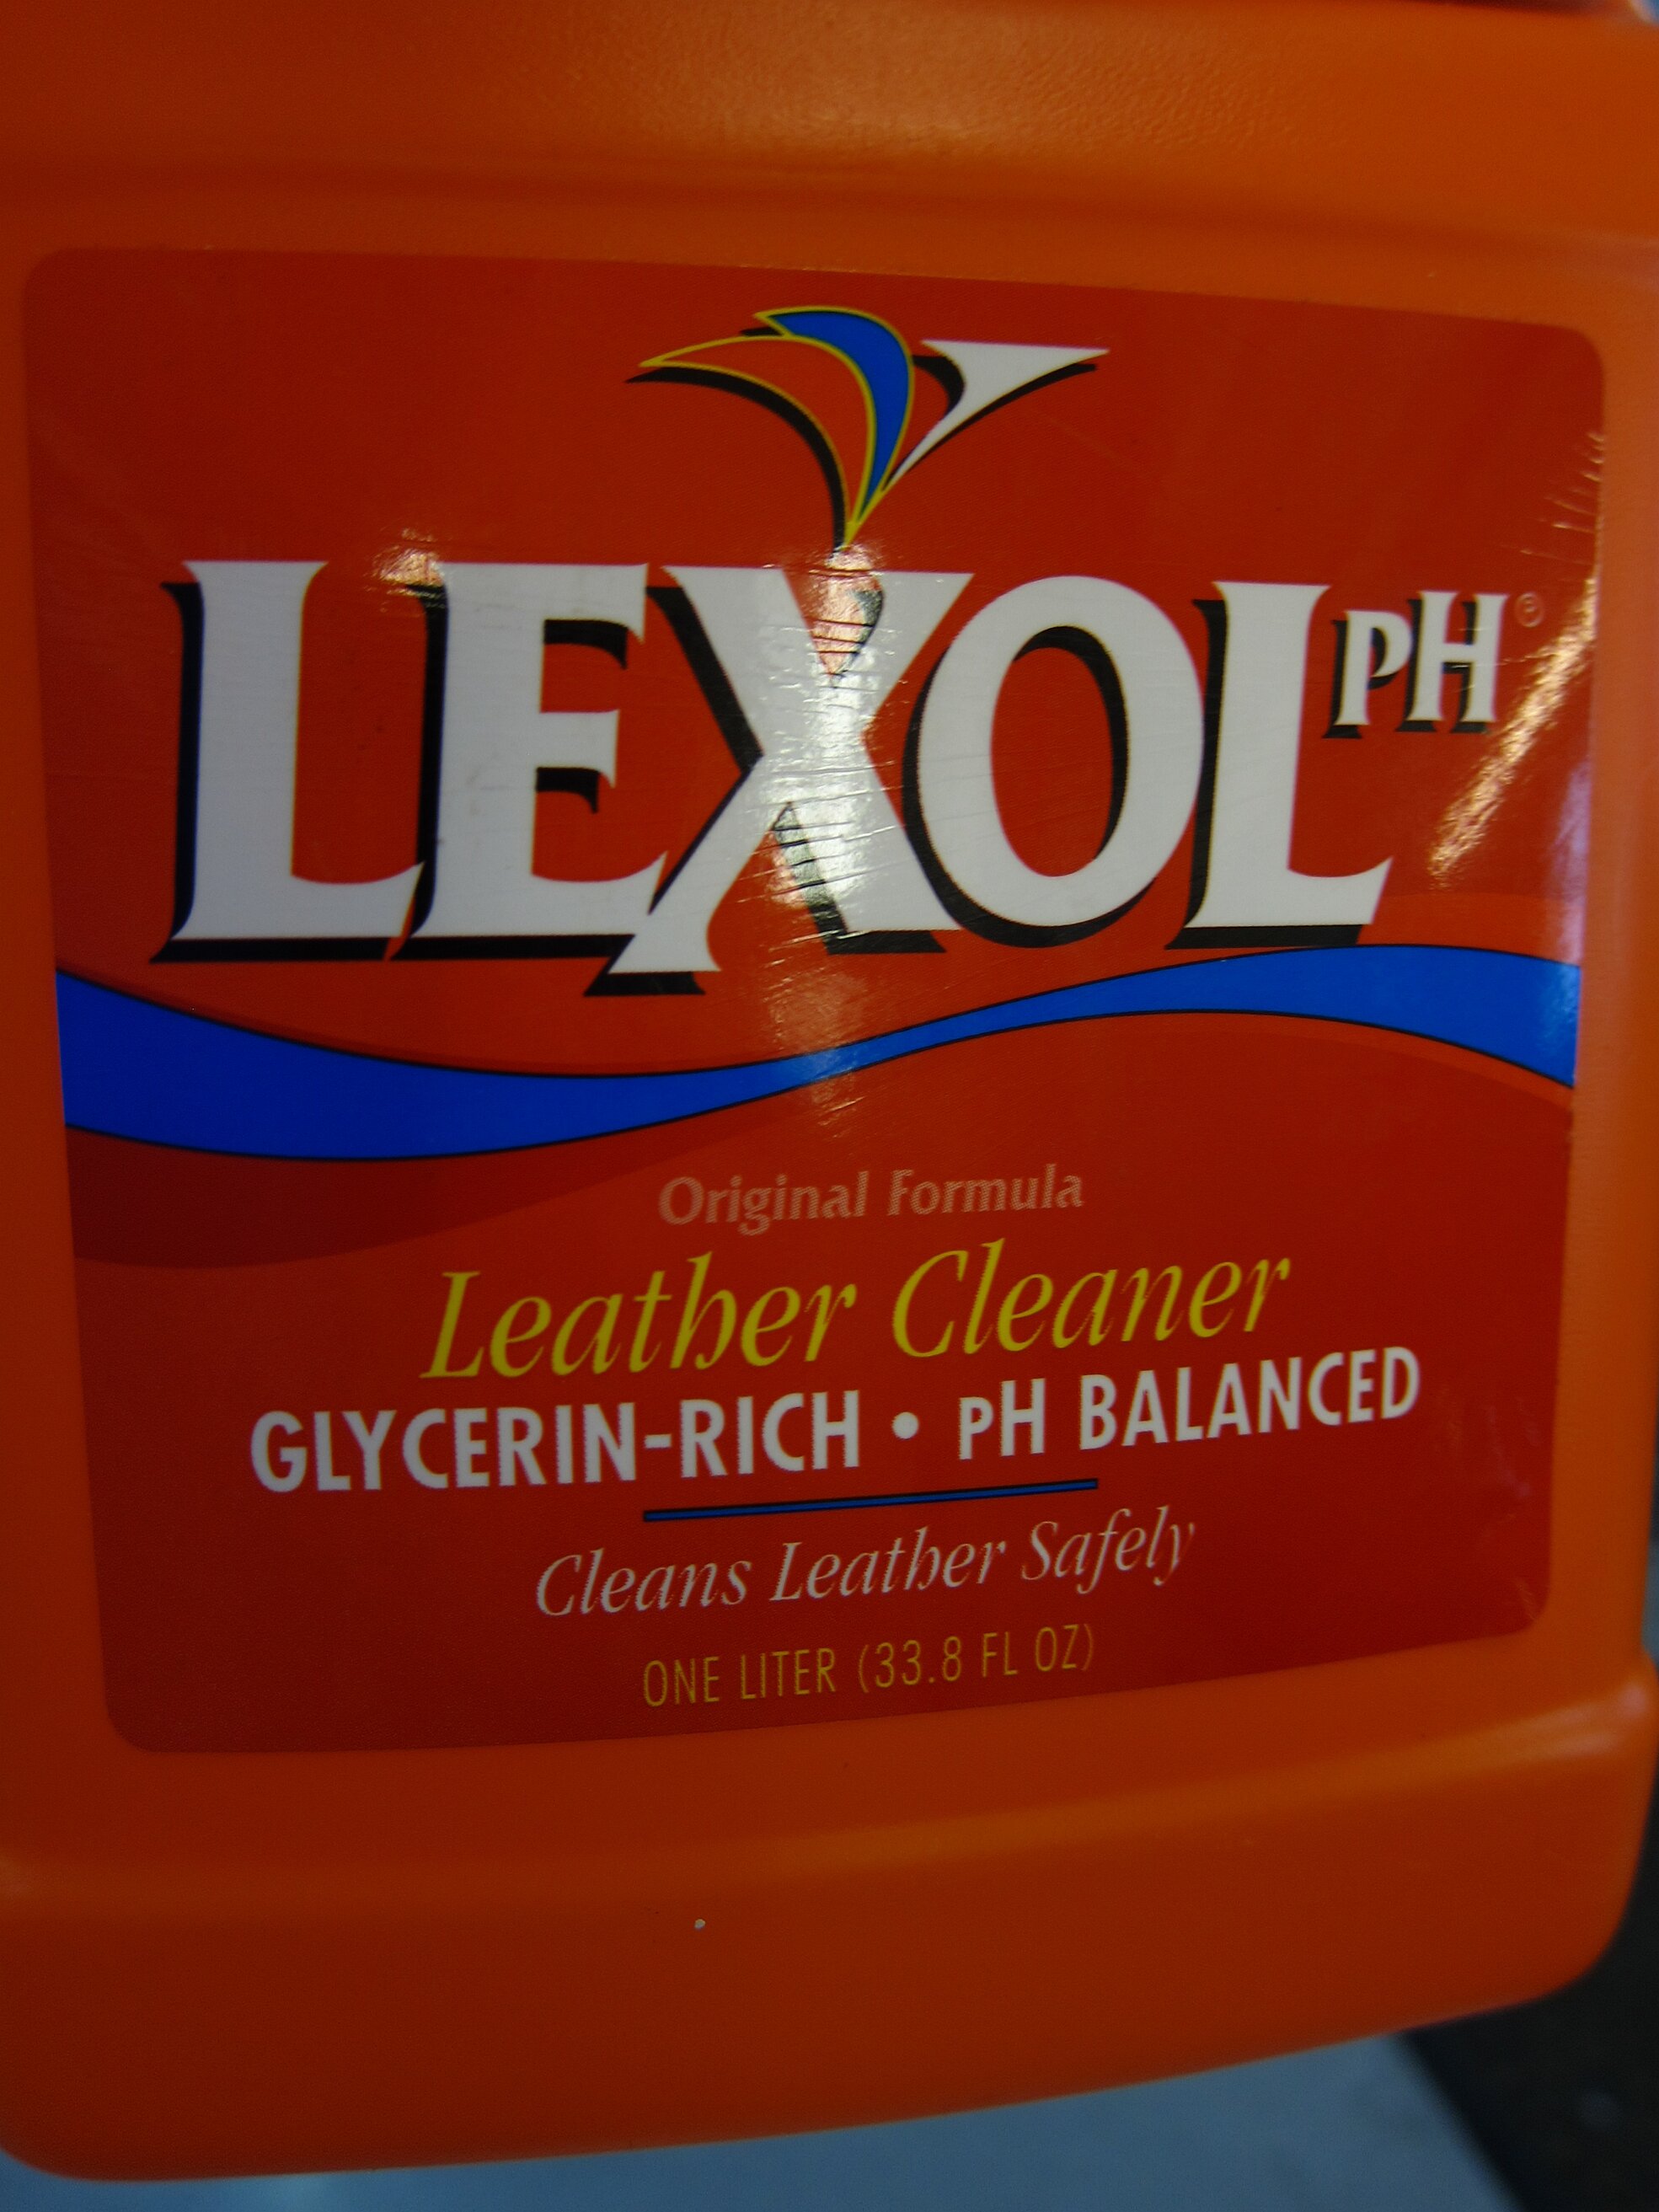 LEXOL PH ®
Original Formula
Leather Cleaner
GLYCERIN-RICH • PH BALANCED
Cleans Leather Safely
ONE LITER (33.8 FL OZ)